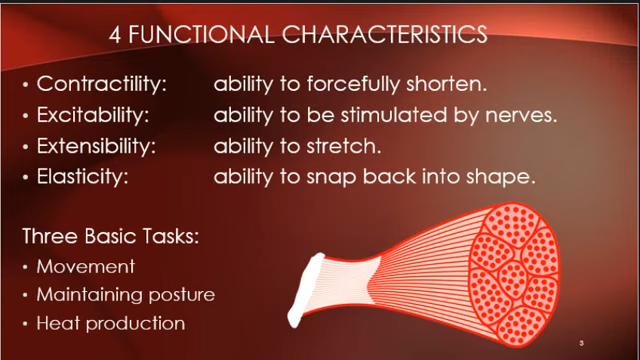 4 FUNCTIONAL CHARACTERISTICS
• Contractility: ability to forcefully shorten.
• Excitability: ability to be stimulated by nerves.
• Extensibility: ability to stretch.
• Elasticity: ability to snap back into shape.
Three Basic Tasks:
• Movement
• Maintaining posture
• Heat production
3